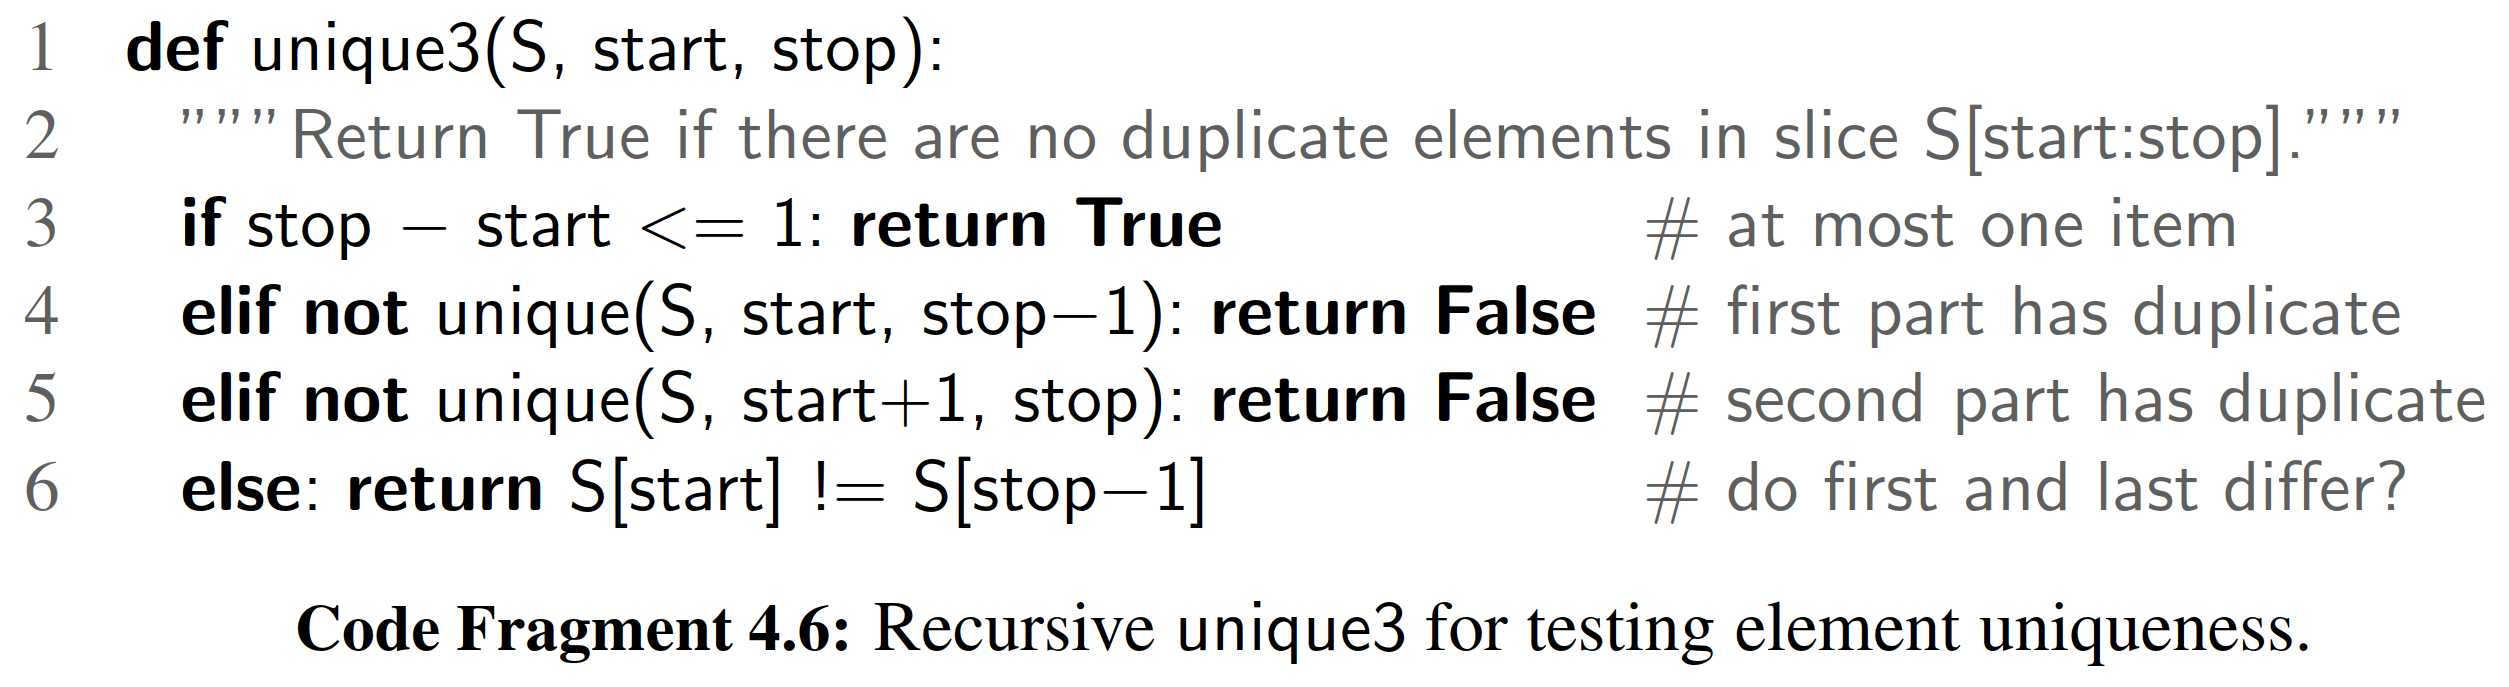 1 def unique3(S, start, stop):
2 """Return True if there are no duplicate elements in slice S[start:stop]."""
3 if stop − start <= 1: return True # at most one item
4 elif not unique(S, start, stop−1): return False # first part has duplicate
5 elif not unique(S, start+1, stop): return False # second part has duplicate
6 else: return S[start] != S[stop−1] # do first and last differ?
Code Fragment 4.6: Recursive unique3 for testing element uniqueness.